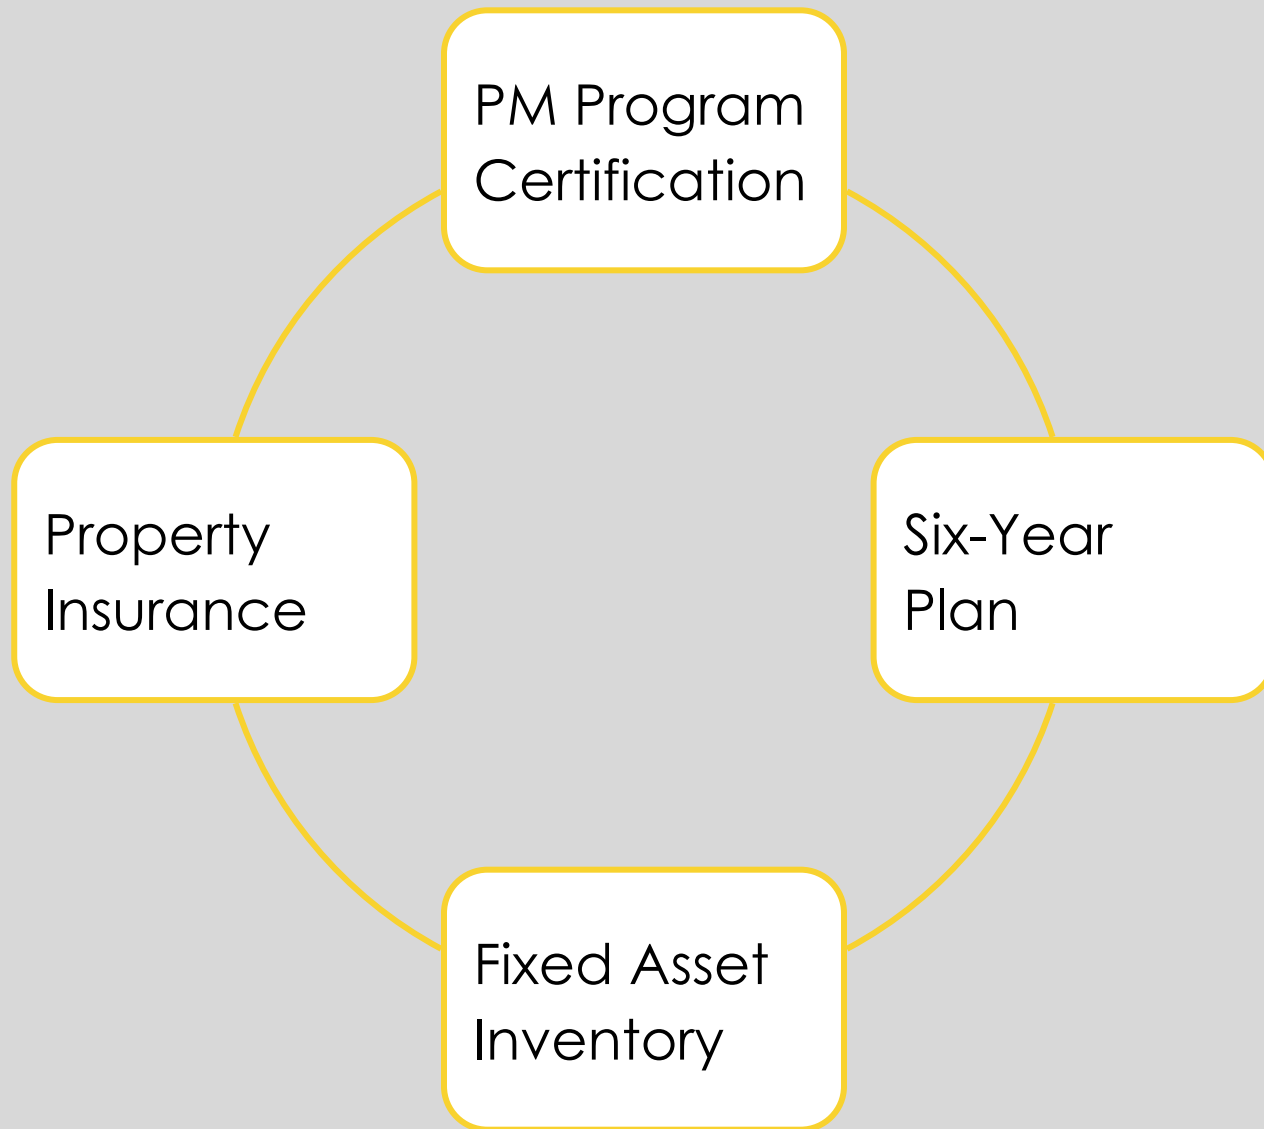 PM Program
Certification
Property
Insurance
Six-Year
Plan
Fixed Asset
Inventory